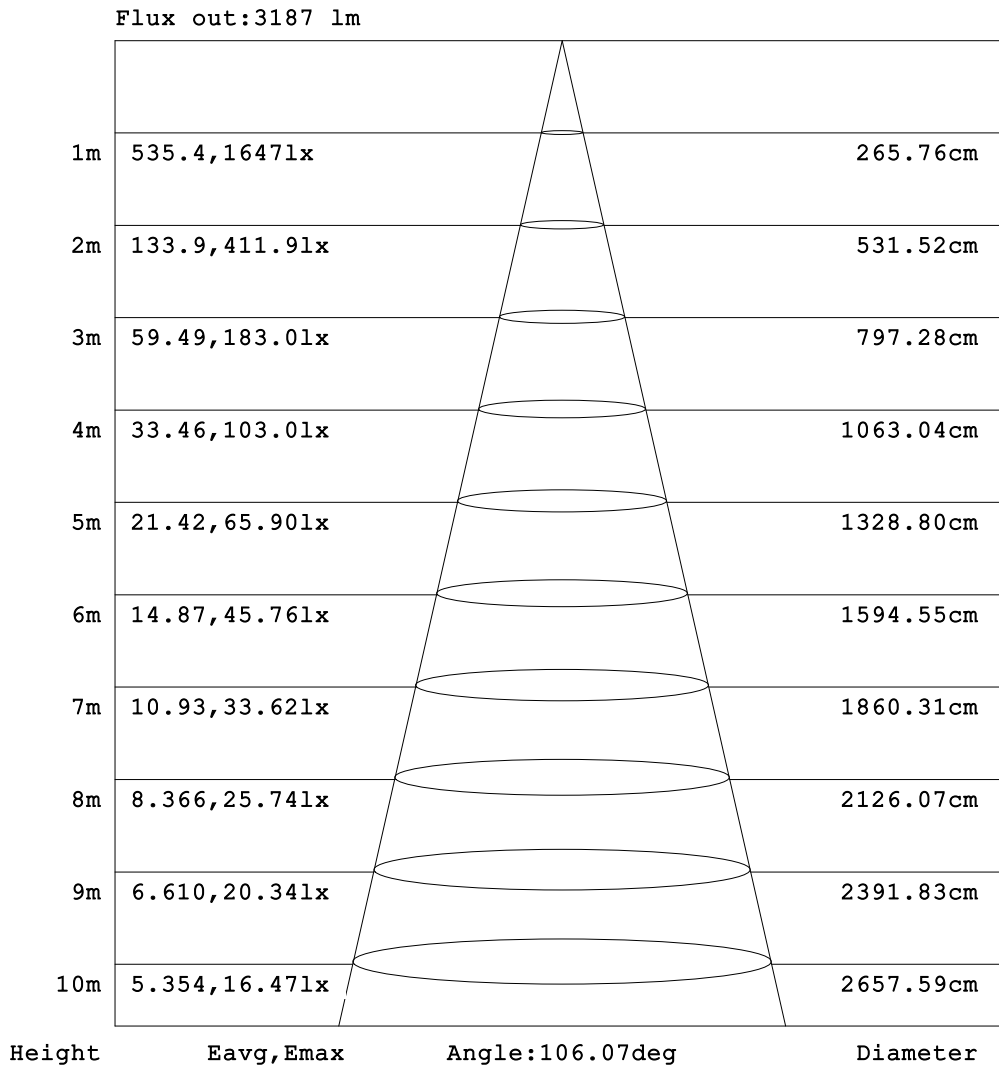 Flux out:3187 lm
1m 535.4,1647lx 265.76cm
2m 133.9,411.9lx 531.52cm
3m 59.49,183.0lx 797.28cm
4m 33.46,103.0lx 1063.04cm
5m 21.42,65.90lx 1328.80cm
6m 14.87,45.76lx 1594.55cm
7m 10.93,33.62lx 1860.31cm
8m 8.366,25.74lx 2126.07cm
9m 6.610,20.34lx 2391.83cm
10m 5.354,16.47lx 2657.59cm
Height Eavg,Emax Angle:106.07deg Diameter